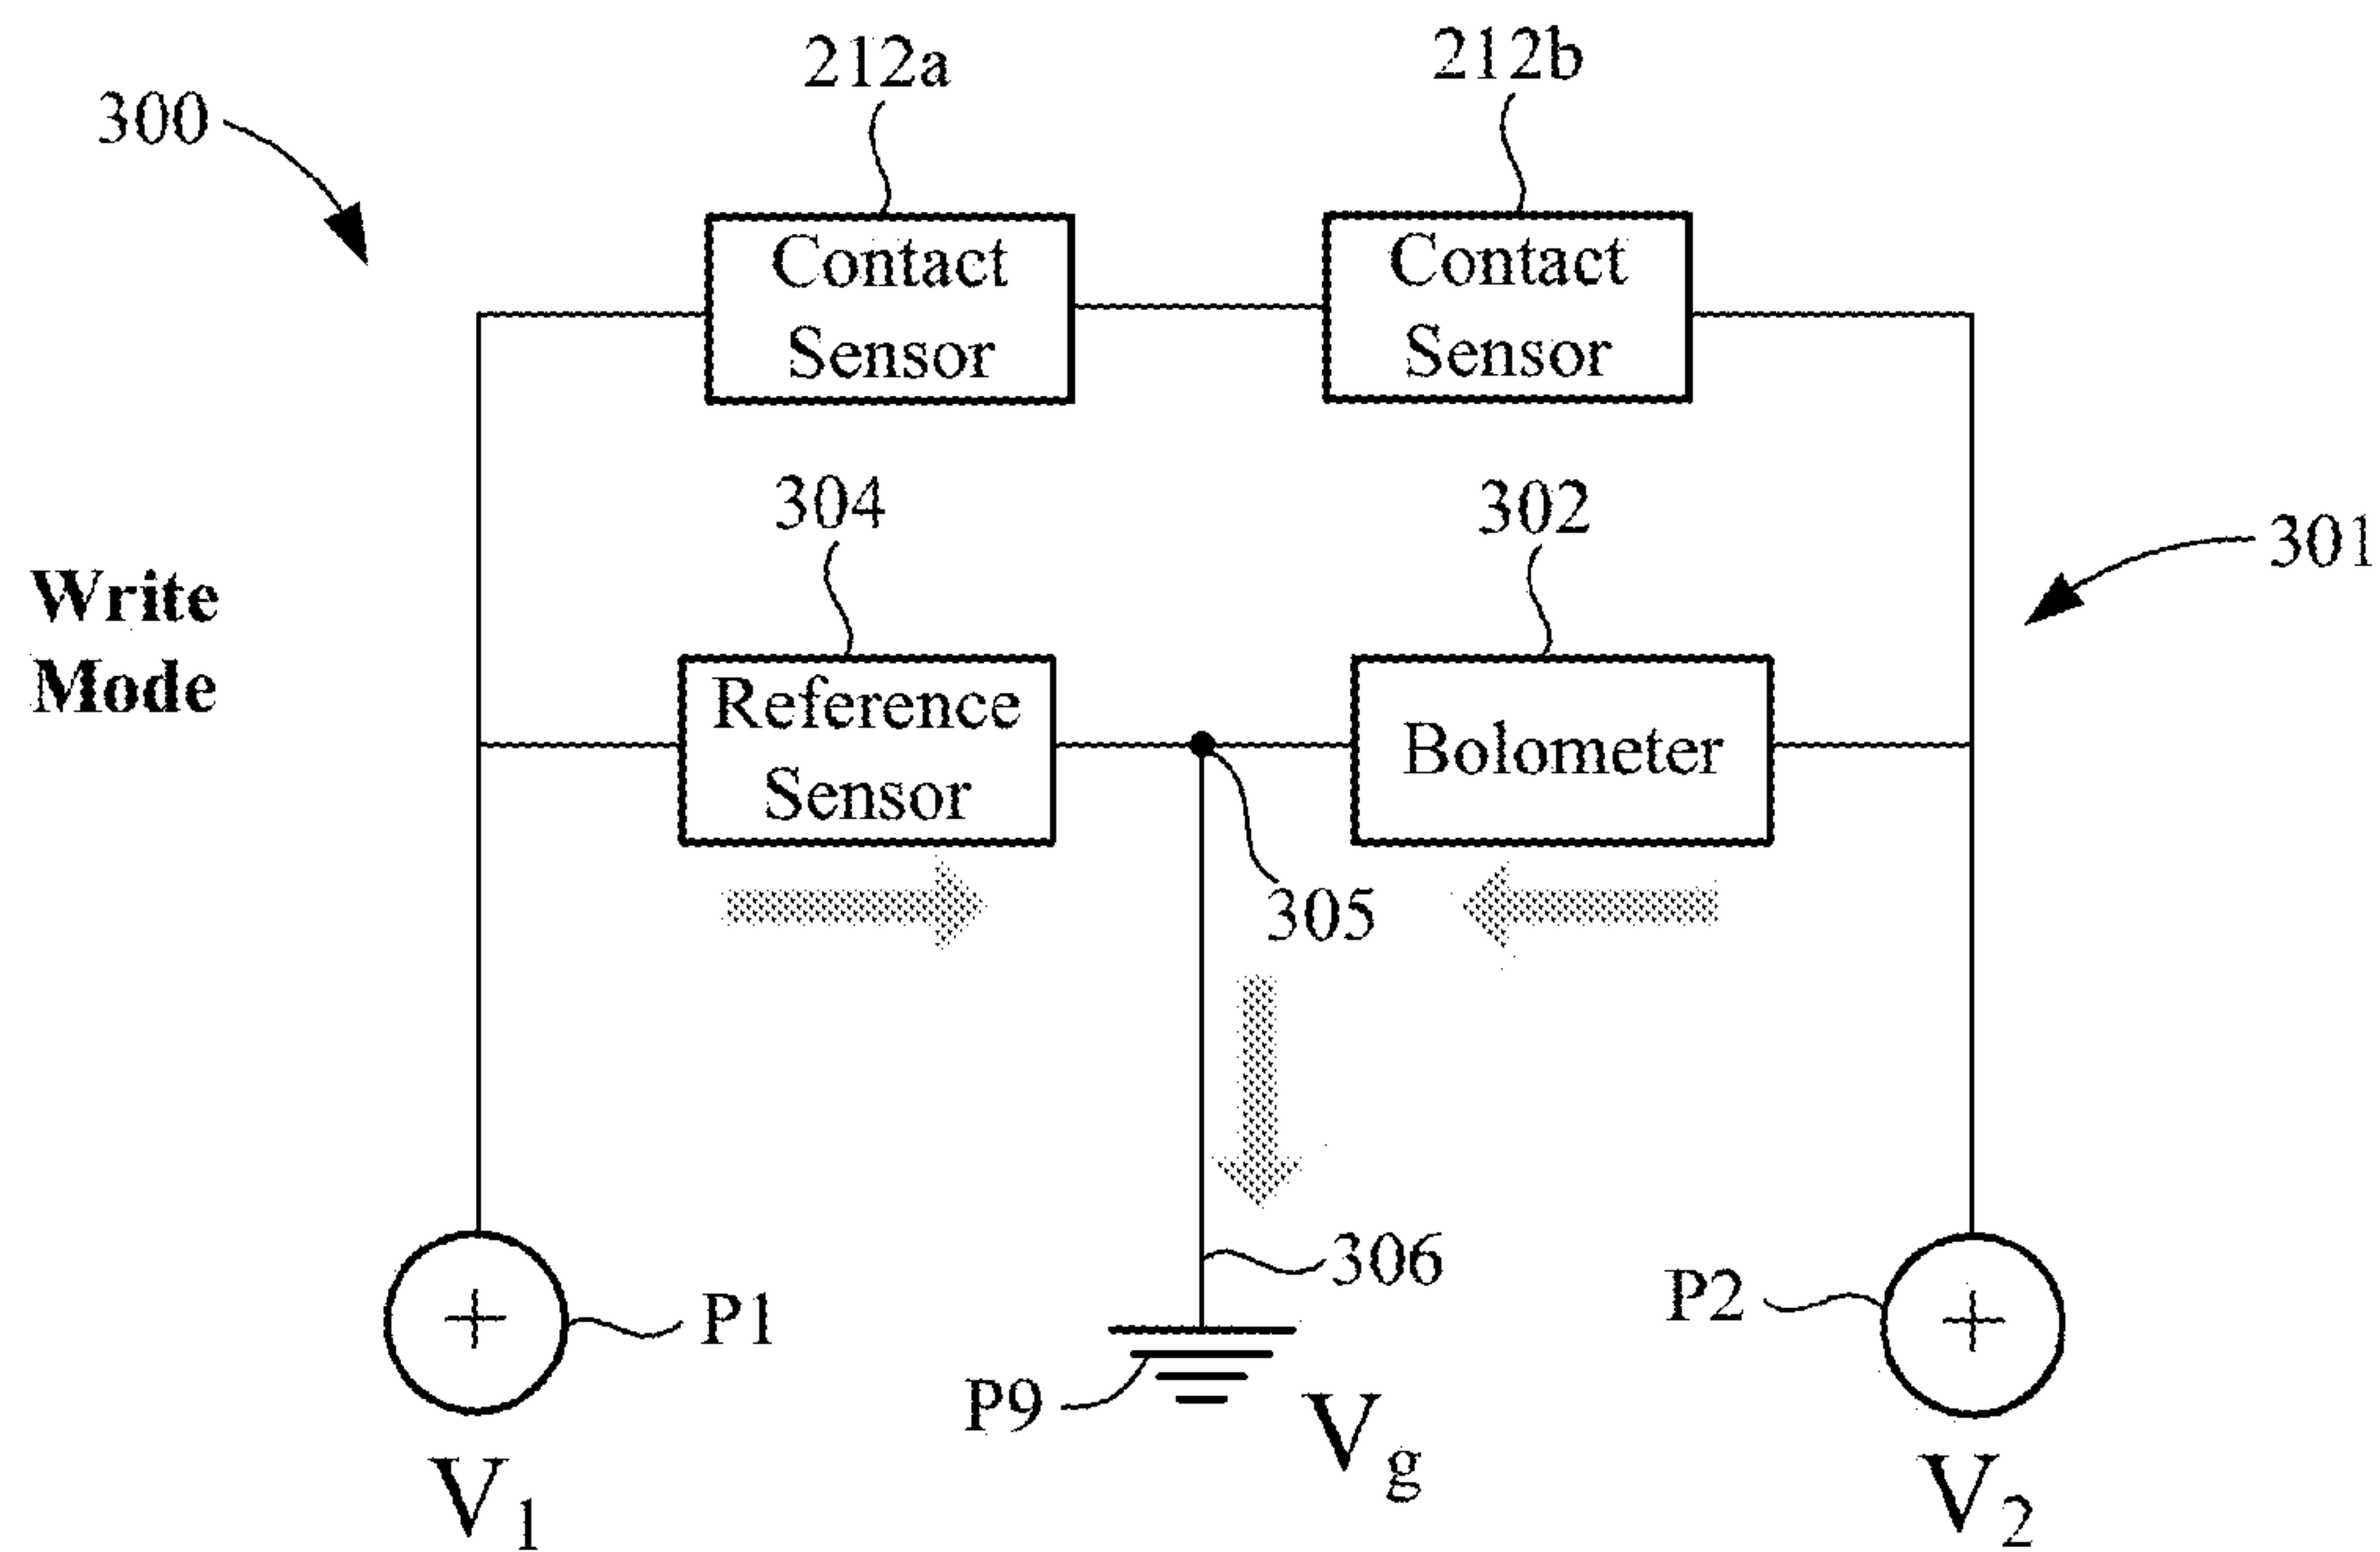 212a
212b
300
Contact
Sensor
Contact
Sensor
304
302
301
Write
Mode
Reference
Sensor
Bolometer
305
306
P1
P2
P9
V1
Vg
V2